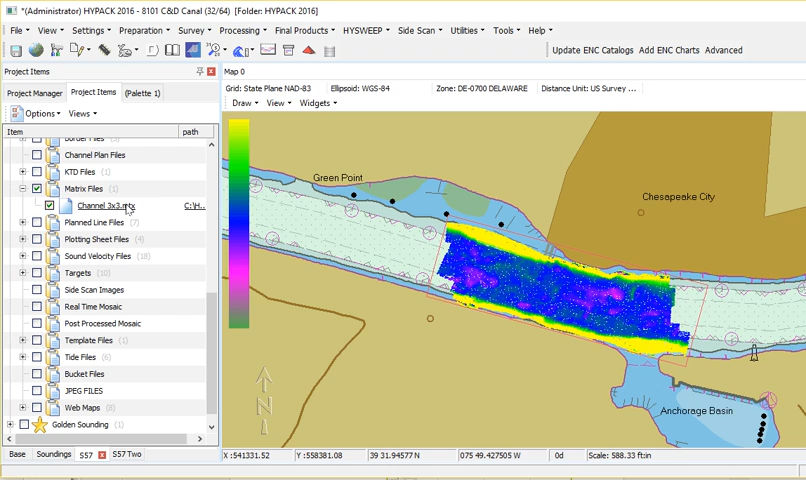 *(Administrator) HYPACK 2016 - 8101 C&D Canal (32/64)  [Folder: HYPACK 2016]
File View Settings Preparation Survey Processing Final Products HYSWEEP Side Scan Utilities Tools Help
Update ENC Catalogs Add ENC Charts Advanced
Project Items
Project Manager Project Items (Palette 1)
Options Views
Item path
Border Files
Channel Plan Files
KTD Files (1)
Matrix Files (1)
Channel 3x3.mtx C:\H...
Planned Line Files (7)
Plotting Sheet Files (4)
Sound Velocity Files (18)
Targets (10)
Side Scan Images
Real Time Mosaic
Post Processed Mosaic
Template Files (1)
Tide Files (6)
Bucket Files
JPEG FILES
Web Maps (8)
Golden Sounding (1)
Base Soundings S57 S57 Two
Map 0
Grid: State Plane NAD-83 Ellipsoid: WGS-84 Zone: DE-0700 DELAWARE Distance Unit: US Survey ...
Draw View Widgets
Green Point
Chesapeake City
Anchorage Basin
N
X :541331.52 Y :558381.08 39 31.94577 N 075 49.427505 W 0d Scale: 588.33 ft:in